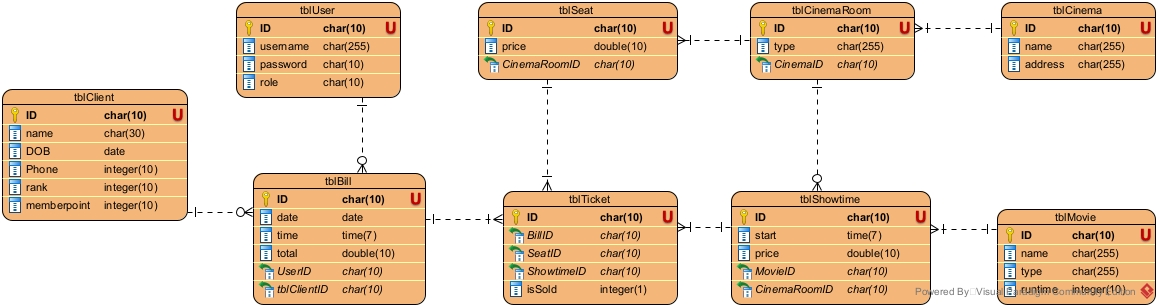 tblUser
ID char(10) U
username char(255)
password char(10)
role char(10)
tblSeat
ID char(10) U
price double(10)
CinemaRoomID char(10)
tblCinemaRoom
ID char(10) U
type char(255)
CinemaID char(10)
tblCinema
ID char(10) U
name char(255)
address char(255)
tblClient
ID char(10) U
name char(30)
DOB date
Phone integer(10)
rank integer(10)
memberpoint integer(10)
tblBill
ID char(10) U
date date
time time(7)
total double(10)
UserID char(10)
tblClientID char(10)
tblTicket
ID char(10) U
BillID char(10)
SeatID char(10)
ShowtimeID char(10)
isSold integer(1)
tblShowtime
ID char(10) U
start time(7)
price double(10)
MovieID char(10)
CinemaRoomID char(10)
tblMovie
ID char(10) U
name char(255)
type char(255)
runtime integer(10)
Powered By Visual Paradigm Community Edition